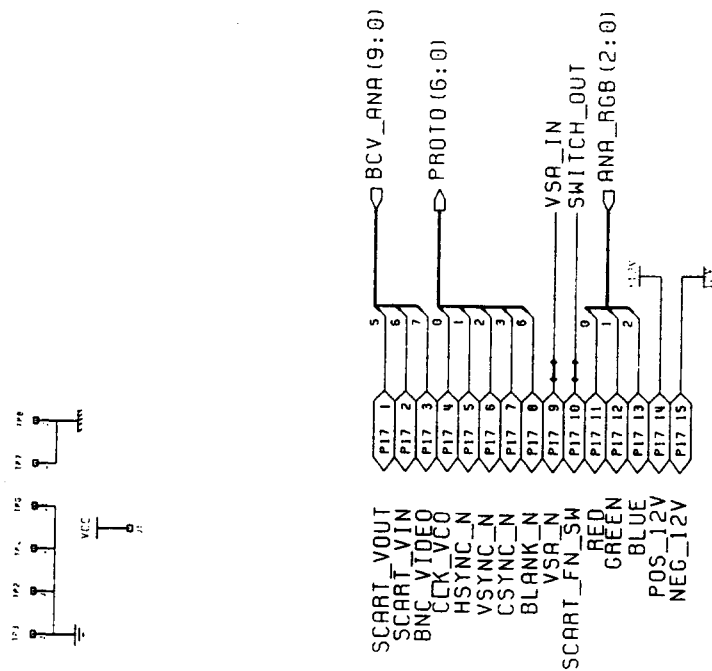 BCV_ANA(9:0)
PROTO(6:0)
VSA_IN
SWITCH_OUT
ANA_RGB(2:0)
5
6
7
0
1
2
3
6
0
1
2
P17 1
P17 2
P17 3
P17 4
P17 5
P17 6
P17 7
P17 8
P17 9
P17 10
P17 11
P17 12
P17 13
P17 14
P17 15
SCART_VOUT
SCART_VIN
BNC_VIDEO
CLK_VCO
HSYNC_N
VSYNC_N
CSYNC_N
BLANK_N
VSA_N
SCART_FN_SW
RED
GREEN
BLUE
POS_12V
NEG_12V
VCC